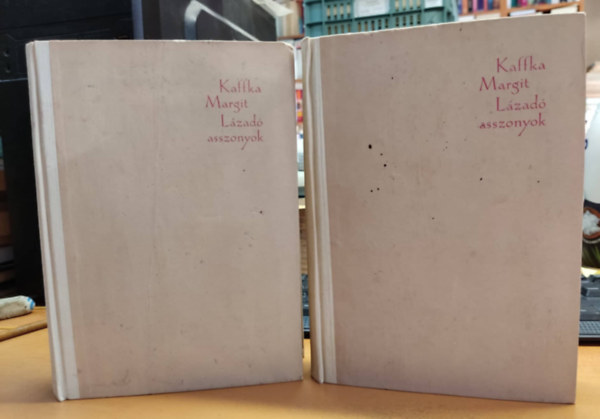 Kaffka
Margit
Lázadó
asszonyok
Kaffka
Margit
Lázadó
asszonyok